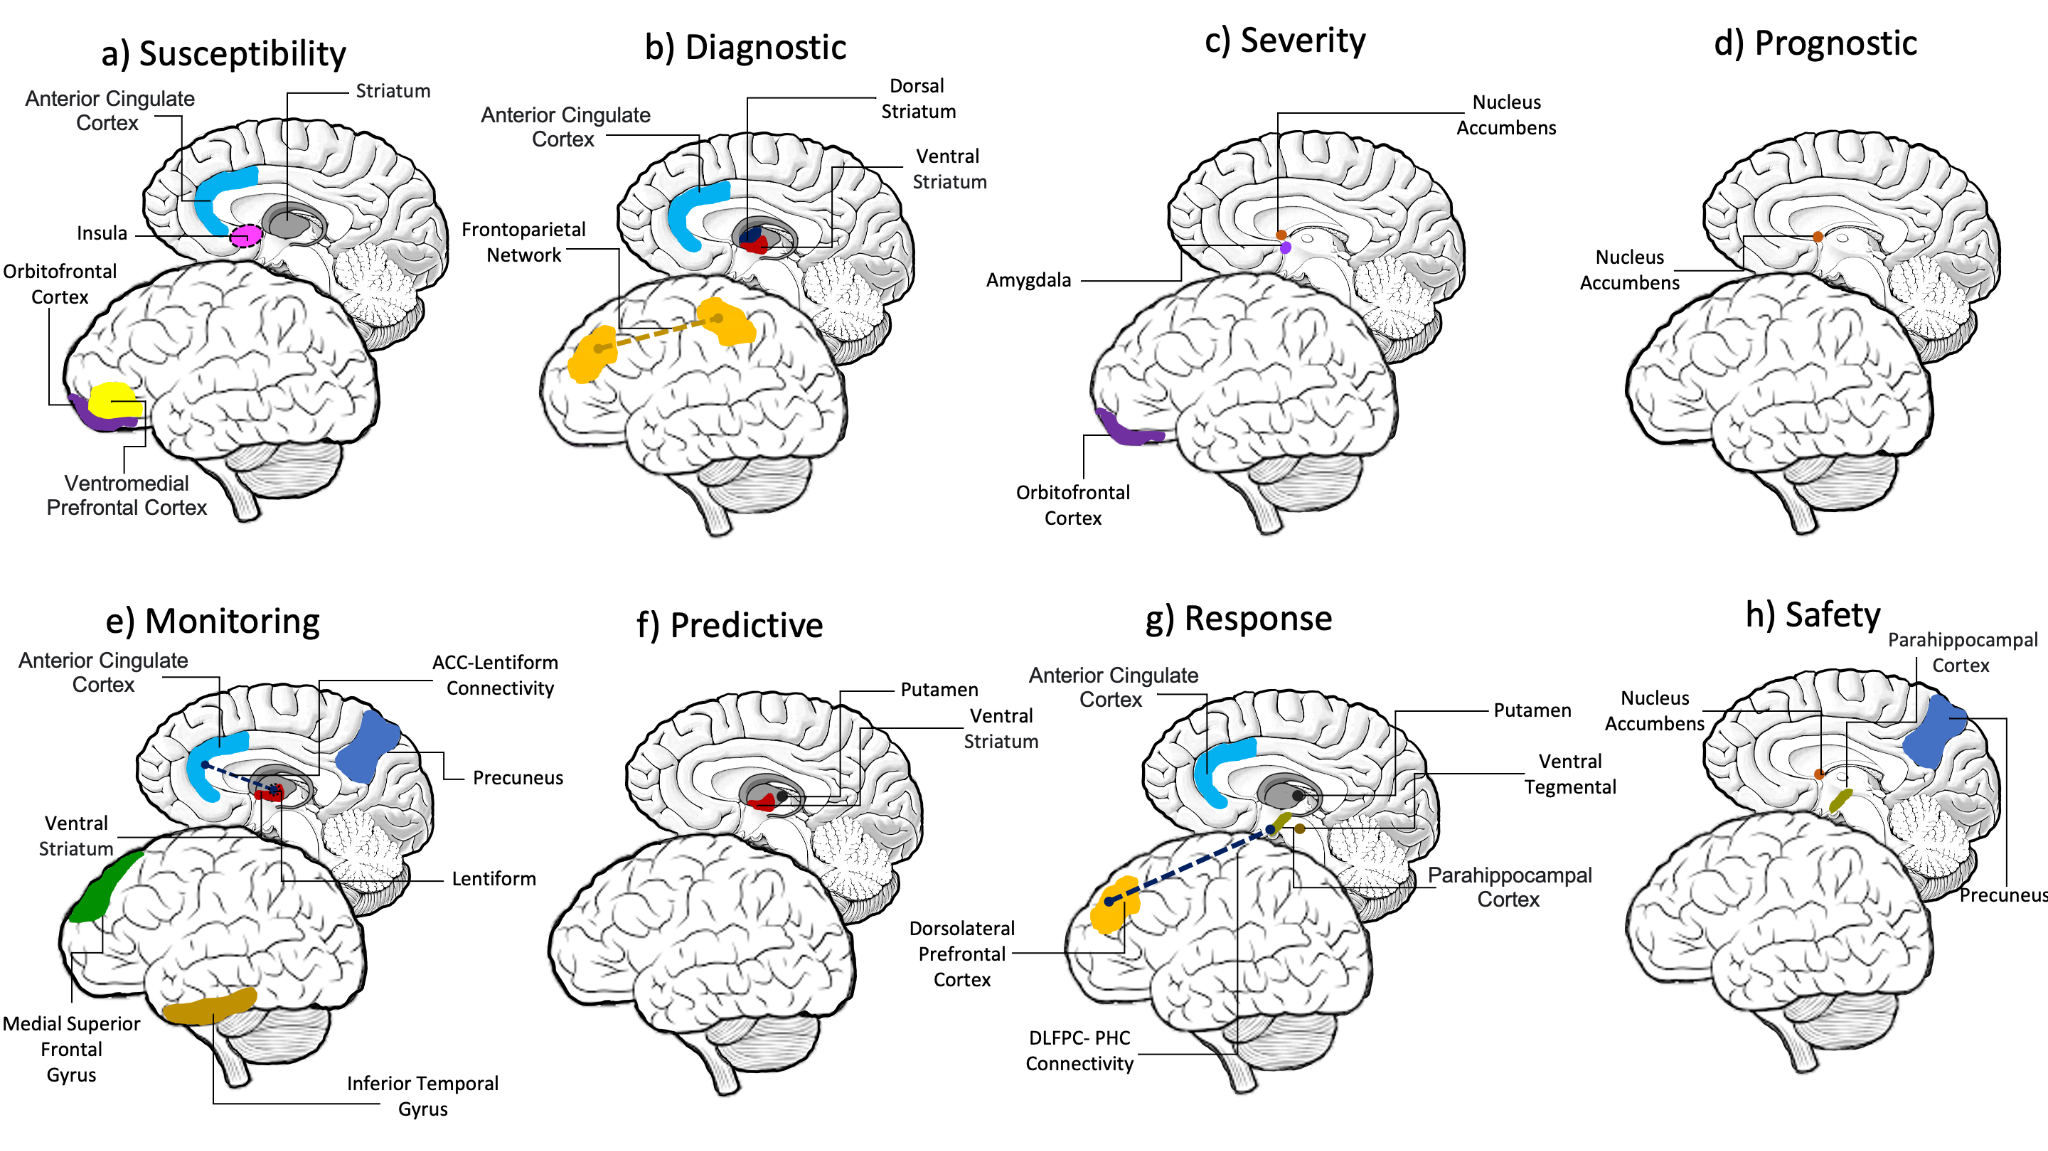 a) Susceptibility
Anterior Cingulate
Cortex
Striatum
Insula
Orbitofrontal
Cortex
Ventromedial
Prefrontal Cortex
b) Diagnostic
Anterior Cingulate
Cortex
Dorsal
Striatum
Ventral
Striatum
Frontoparietal
Network
c) Severity
Nucleus
Accumbens
Amygdala
Orbitofrontal
Cortex
d) Prognostic
Nucleus
Accumbens
e) Monitoring
Anterior Cingulate
Cortex
ACC-Lentiform
Connectivity
Precuneus
Ventral
Striatum
Lentiform
Medial Superior
Frontal
Gyrus
Inferior Temporal
Gyrus
f) Predictive
Putamen
Ventral
Striatum
g) Response
Anterior Cingulate
Cortex
Putamen
Ventral
Tegmental
Parahippocampal
Cortex
Dorsolateral
Prefrontal
Cortex
DLFPC- PHC
Connectivity
h) Safety
Parahippocampal
Cortex
Nucleus
Accumbens
Precuneus